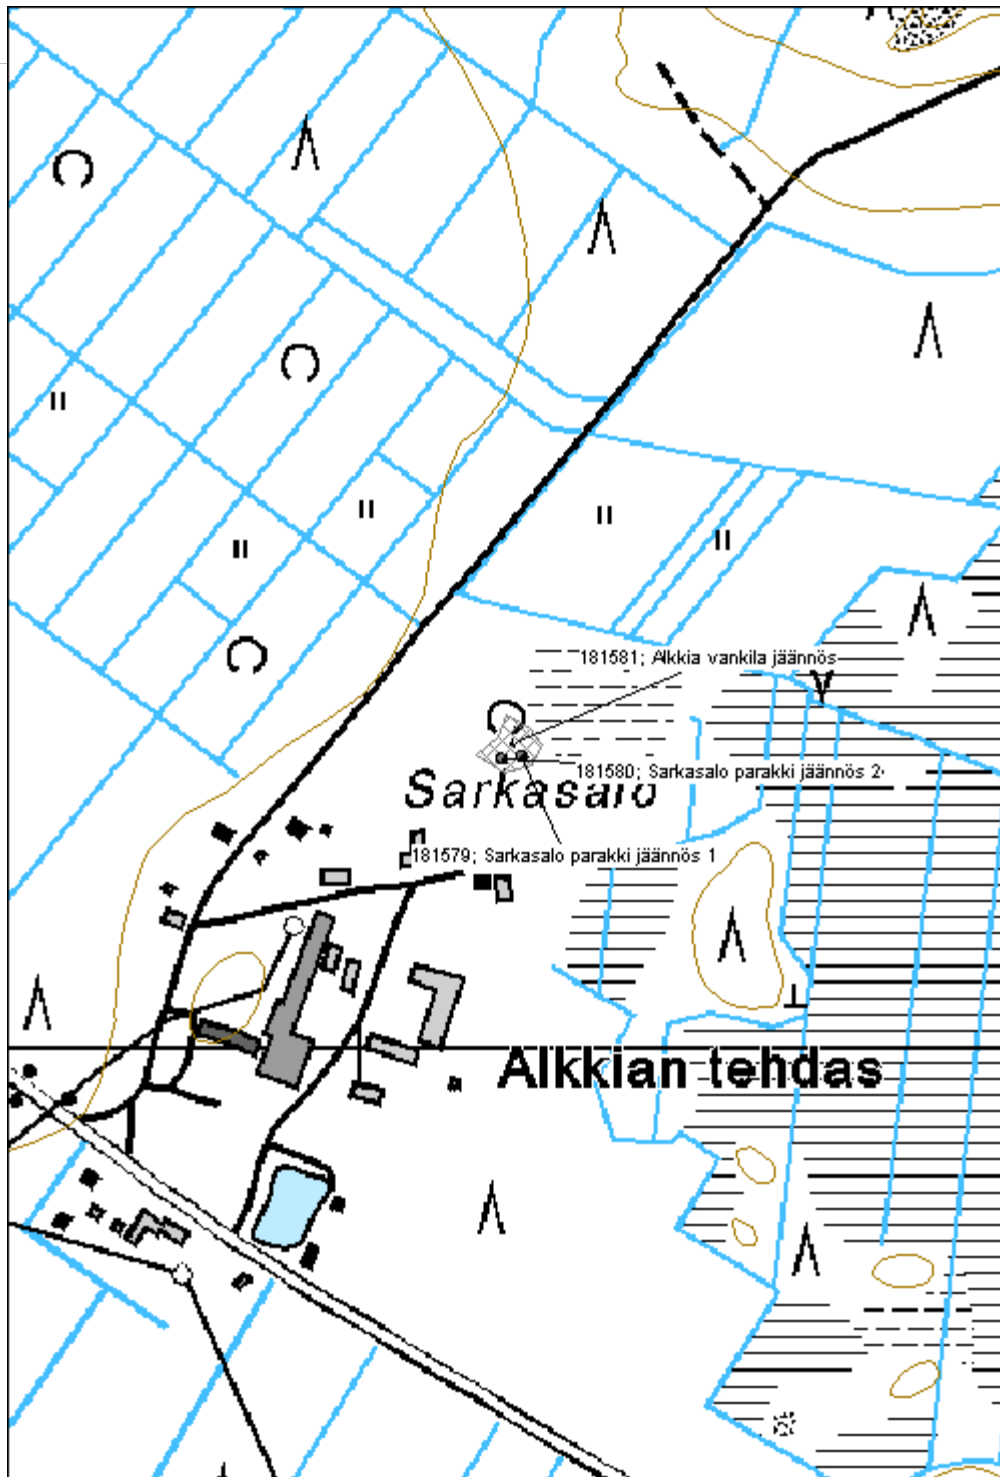 181581; Alkkia vankila jäännös
181580; Sarkasalo parakki jäännös 2
Sarkasalo
181579; Sarkasalo parakki jäännös 1
Alkkian tehdas